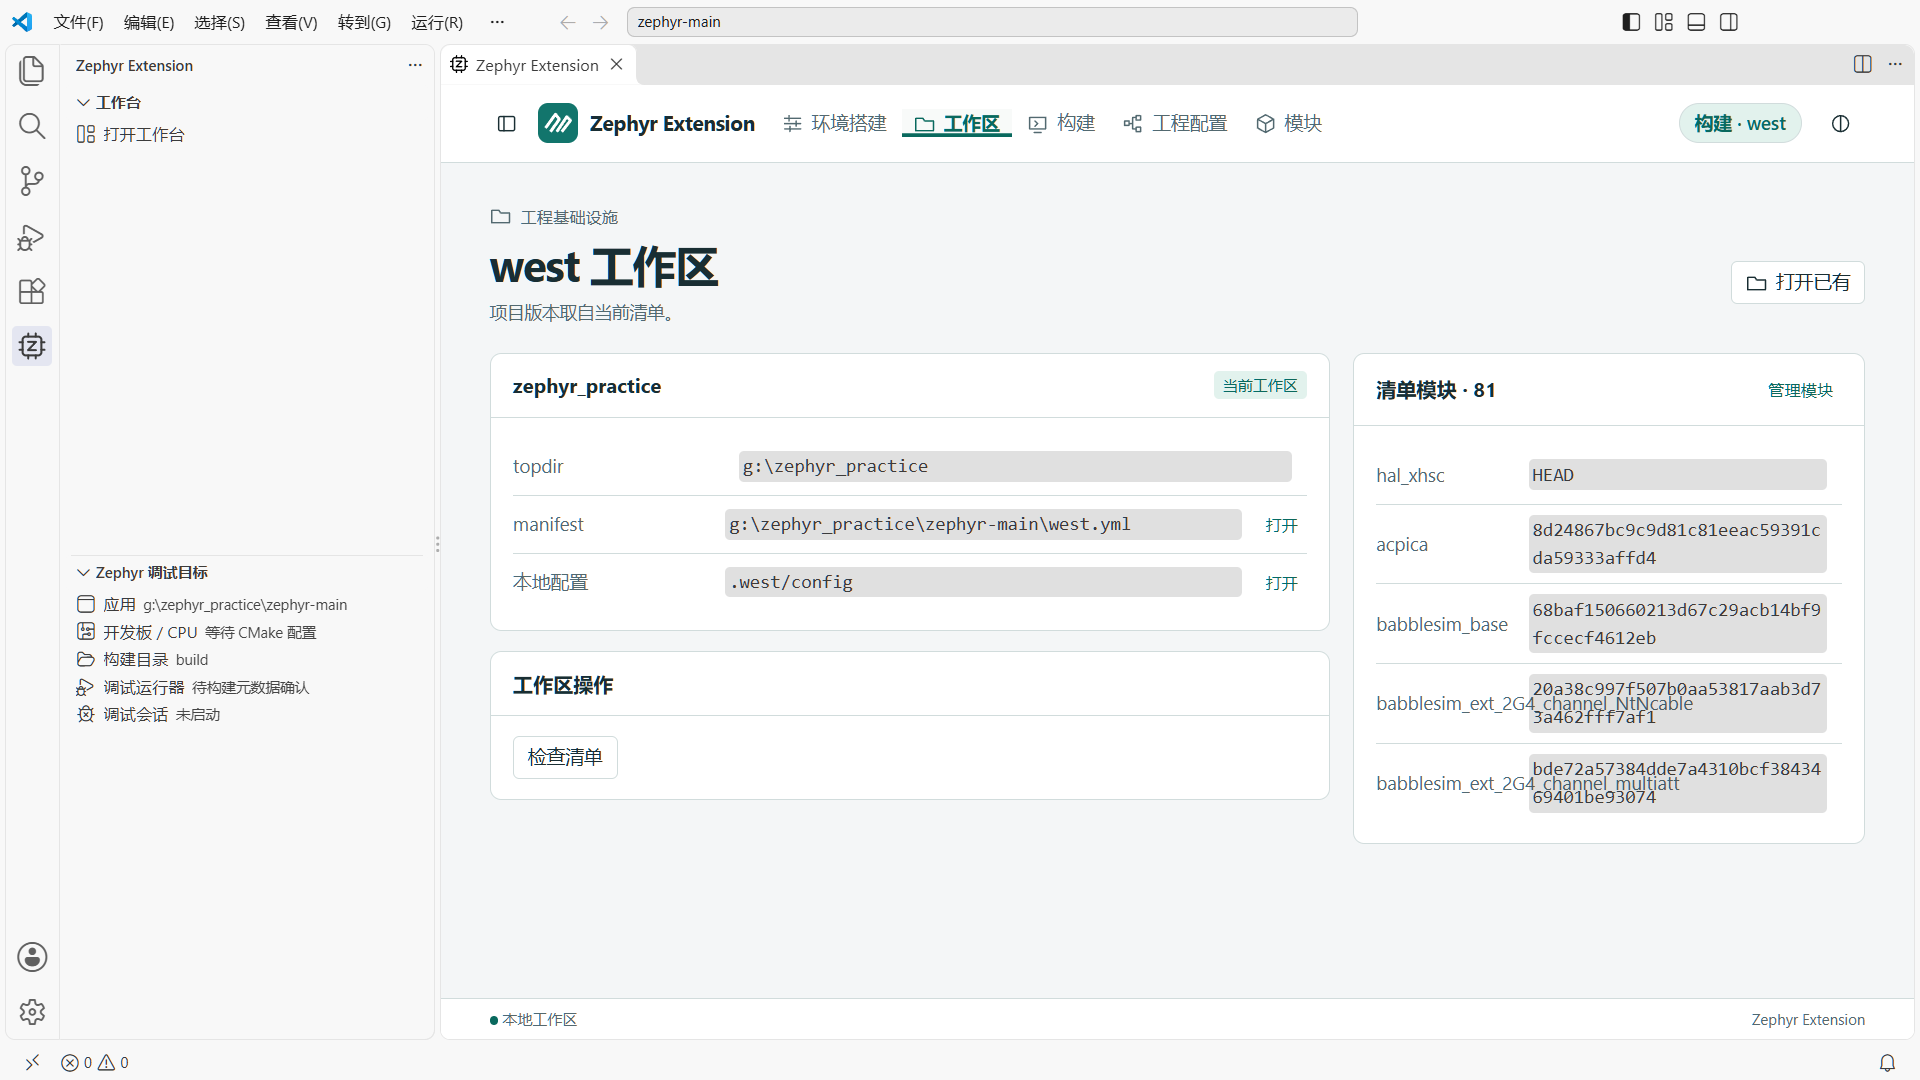 文件(F) 编辑(E) 选择(S) 查看(V) 转到(G) 运行(R) ··· zephyr-main
Zephyr Extension ···
工作台
打开工作台
Zephyr 调试目标
应用 g:\zephyr_practice\zephyr-main
开发板 / CPU 等待 CMake 配置
构建目录 build
调试运行器 待构建元数据确认
调试会话 未启动
Zephyr Extension
Zephyr Extension 环境搭建 工作区 构建 工程配置 模块 构建 · west
工程基础设施
west 工作区
项目版本取自当前清单。
打开已有
zephyr_practice 当前工作区
topdir g:\zephyr_practice
manifest g:\zephyr_practice\zephyr-main\west.yml 打开
本地配置 .west/config 打开
工作区操作
检查清单
清单模块 · 81 管理模块
hal_xhsc HEAD
acpica 8d24867bc9c9d81c81eeac59391c
da59333affd4
babblesim_base 68baf150660213d67c29acb14bf9
fccecf4612eb
babblesim_ext_2G4_channel_NtNcable 20a38c997f507b0aa53817aab3d7
3a462fff7af1
babblesim_ext_2G4_channel_multiatt bde72a57384dde7a4310bcf38434
69401be93074
本地工作区 Zephyr Extension
0 0